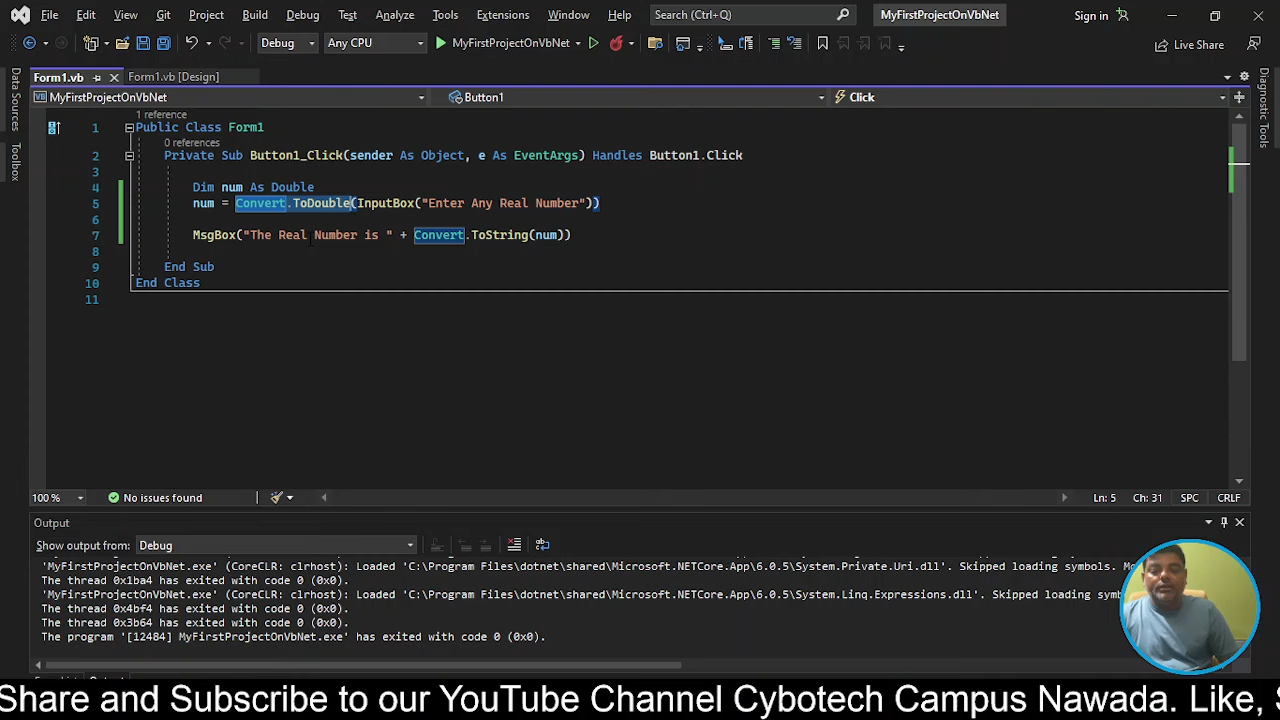 File Edit View Git Project Build Debug Test Analyze Tools Extensions Window Help Search (Ctrl+Q) MyFirstProjectOnVbNet Sign in
Debug Any CPU MyFirstProjectOnVbNet Live Share
Form1.vb Form1.vb [Design]
MyFirstProjectOnVbNet Button1 Click
Data Sources
Toolbox
Diagnostic Tools
1 reference
1 Public Class Form1
0 references
2 Private Sub Button1_Click(sender As Object, e As EventArgs) Handles Button1.Click
3
4 Dim num As Double
5 num = Convert.ToDouble(InputBox("Enter Any Real Number"))
6
7 MsgBox("The Real Number is " + Convert.ToString(num))
8
9 End Sub
10 End Class
11
100 % No issues found Ln: 5 Ch: 31 SPC CRLF
Output
Show output from: Debug
'MyFirstProjectOnVbNet.exe' (CoreCLR: clrhost): Loaded 'C:\Program Files\dotnet\shared\Microsoft.NETCore.App\6.0.5\System.Private.Uri.dll'. Skipped loading symbols. Mo
The thread 0x1ba4 has exited with code 0 (0x0).
'MyFirstProjectOnVbNet.exe' (CoreCLR: clrhost): Loaded 'C:\Program Files\dotnet\shared\Microsoft.NETCore.App\6.0.5\System.Linq.Expressions.dll'. Skipped loading symb
The thread 0x4bf4 has exited with code 0 (0x0).
The thread 0x3b64 has exited with code 0 (0x0).
The program '[12484] MyFirstProjectOnVbNet.exe' has exited with code 0 (0x0).
Share and Subscribe to our YouTube Channel Cybotech Campus Nawada. Like, S